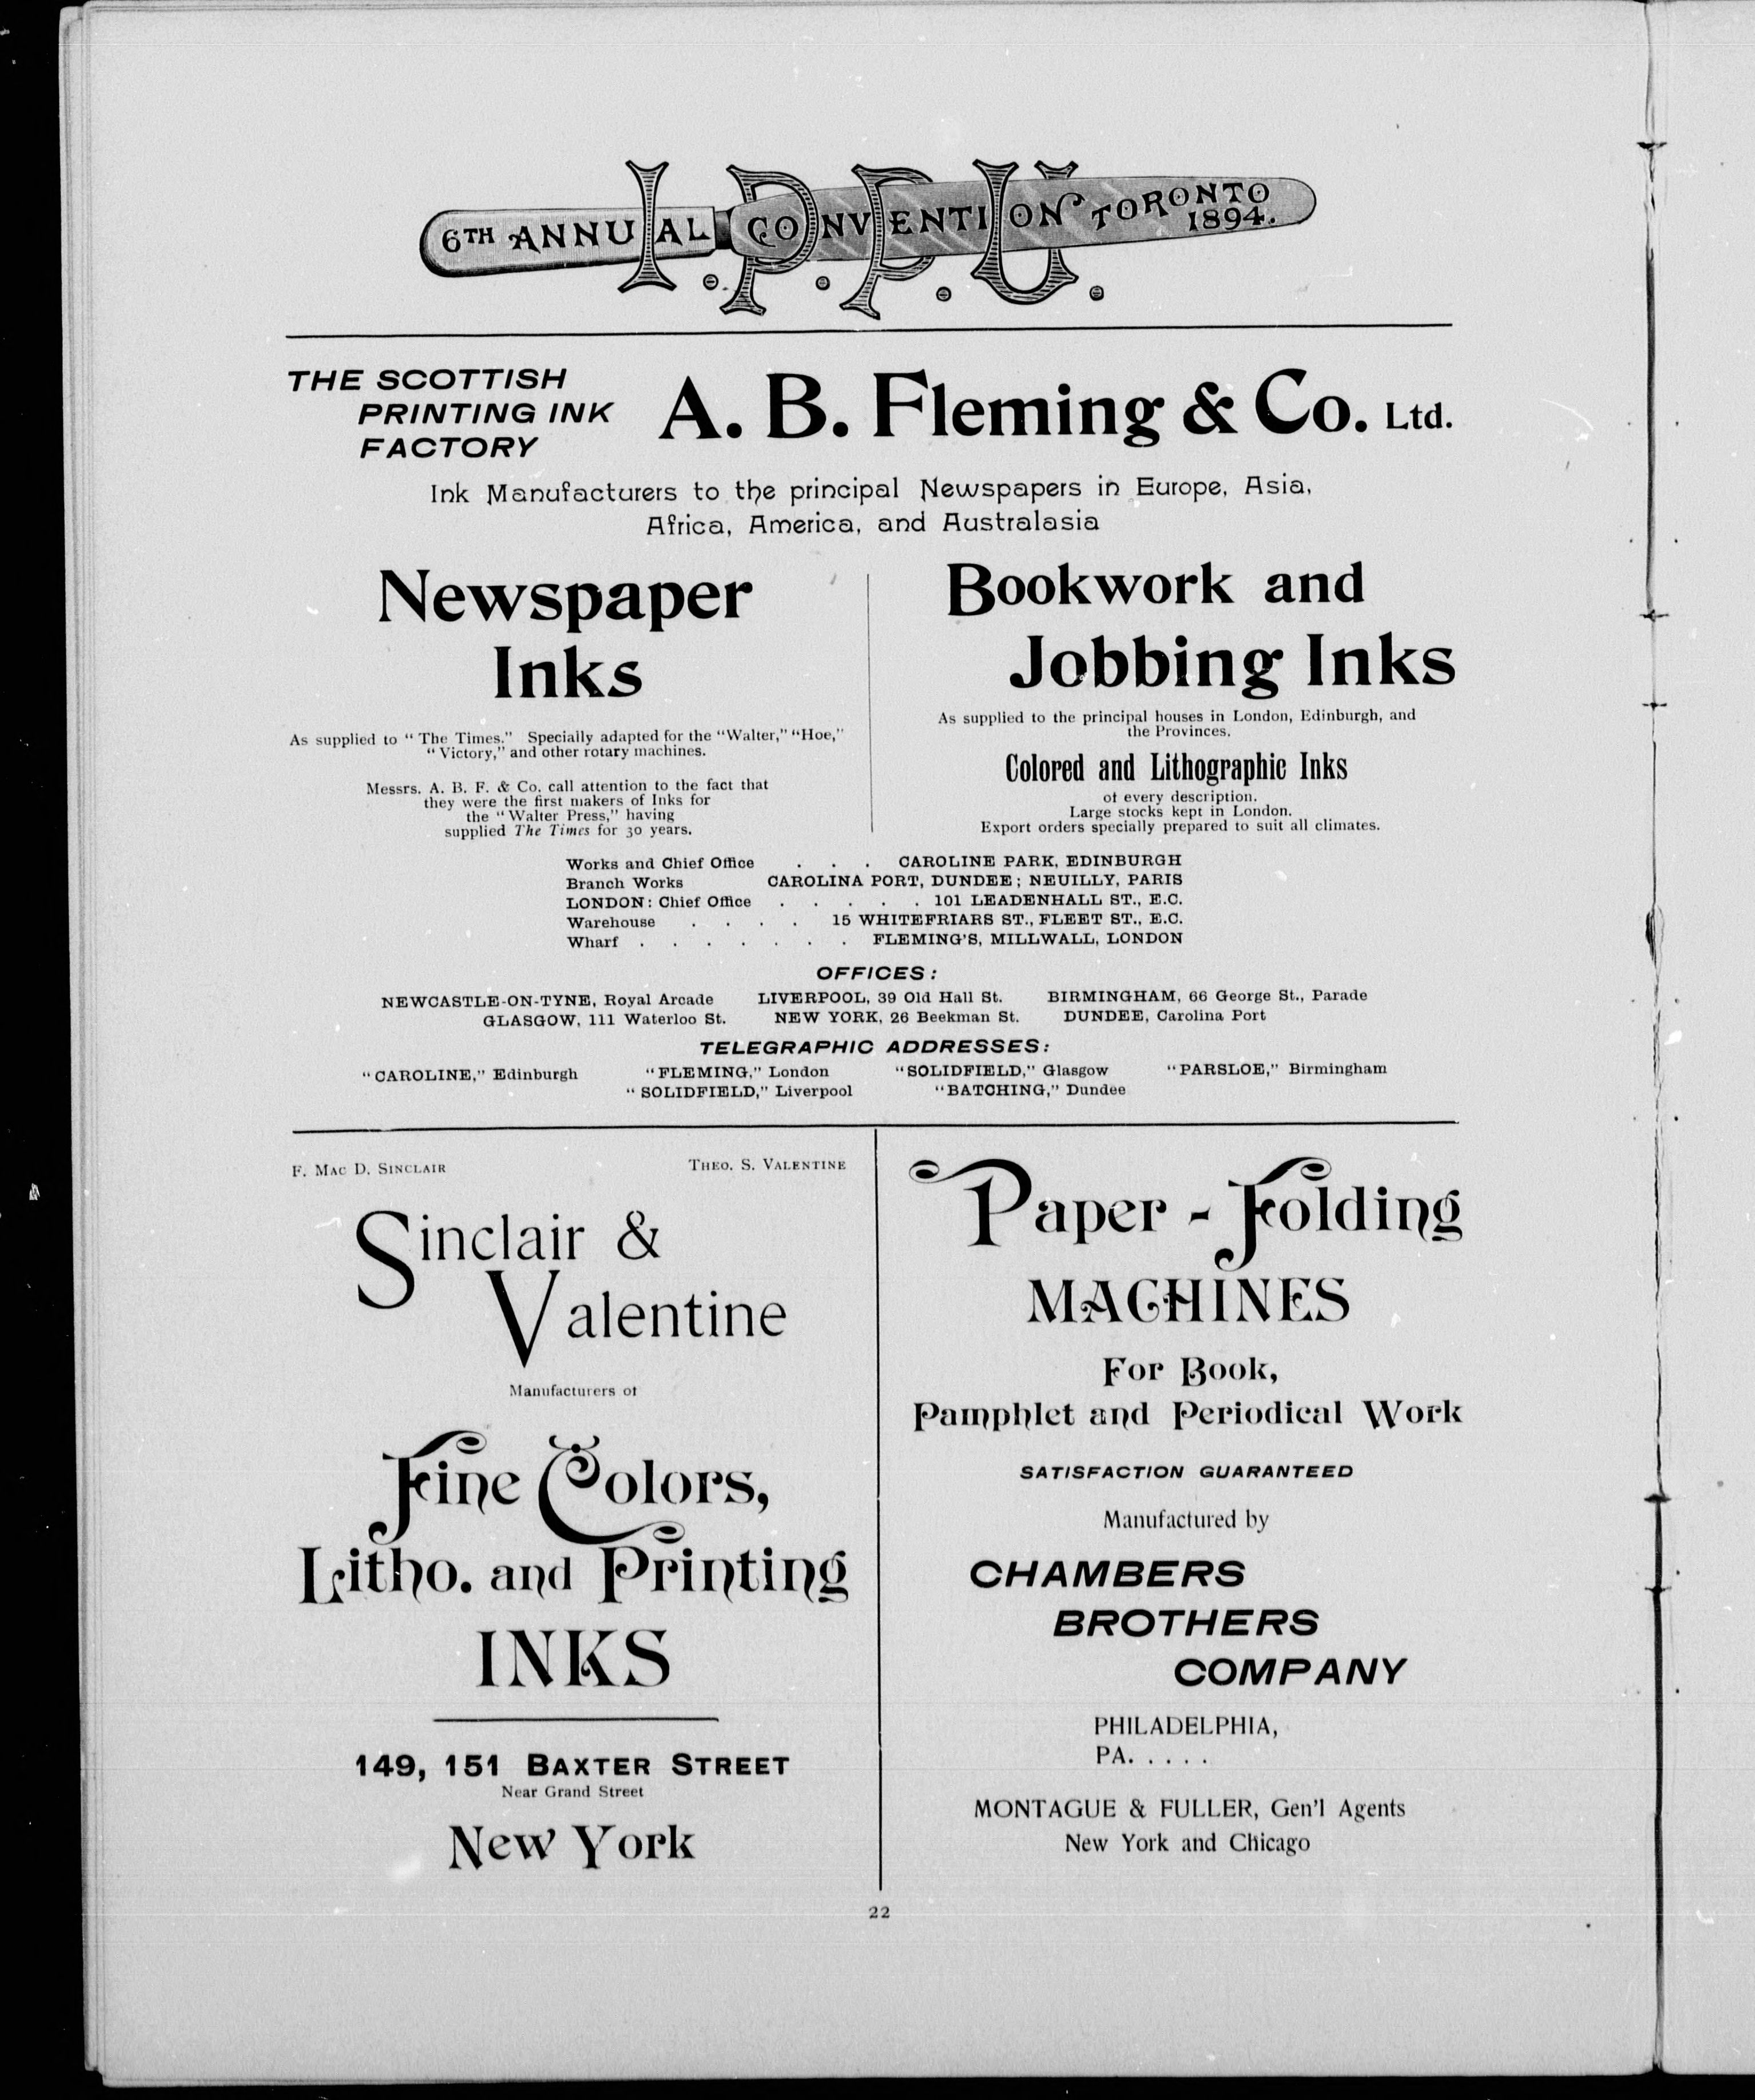 I.P.P.U.
6TH ANNUAL CONVENTION TORONTO
1894.
THE SCOTTISH
PRINTING INK
FACTORY
A. B. Fleming & Co. Ltd.
Ink Manufacturers to the principal Newspapers in Europe, Asia,
Africa, America, and Australasia
Newspaper
Inks
As supplied to "The Times." Specially adapted for the "Walter," "Hoe,"
"Victory," and other rotary machines.
Messrs. A. B. F. & Co. call attention to the fact that
they were the first makers of Inks for
the "Walter Press," having
supplied The Times for 30 years.
Bookwork and
Jobbing Inks
As supplied to the principal houses in London, Edinburgh, and
the Provinces.
Colored and Lithographic Inks
of every description.
Large stocks kept in London.
Export orders specially prepared to suit all climates.
Works and Chief Office . . . CAROLINE PARK, EDINBURGH
Branch Works CAROLINA PORT, DUNDEE; NEUILLY, PARIS
LONDON: Chief Office . . . . . 101 LEADENHALL ST., E.C.
Warehouse . . . . 15 WHITEFRIARS ST., FLEET ST., E.C.
Wharf . . . . . . . FLEMING'S, MILLWALL, LONDON
OFFICES:
NEWCASTLE-ON-TYNE, Royal Arcade LIVERPOOL, 39 Old Hall St. BIRMINGHAM, 66 George St., Parade
GLASGOW, 111 Waterloo St. NEW YORK, 26 Beekman St. DUNDEE, Carolina Port
TELEGRAPHIC ADDRESSES:
"CAROLINE," Edinburgh "FLEMING," London "SOLIDFIELD," Glasgow "PARSLOE," Birmingham
"SOLIDFIELD," Liverpool "BATCHING," Dundee
F. Mac D. Sinclair Theo. S. Valentine
Sinclair &
Valentine
Manufacturers of
Fine Colors,
Litho. and Printing
INKS
149, 151 Baxter Street
Near Grand Street
New York
Paper-Folding
MACHINES
For Book,
Pamphlet and Periodical Work
SATISFACTION GUARANTEED
Manufactured by
CHAMBERS
BROTHERS
COMPANY
PHILADELPHIA,
PA. . . . .
MONTAGUE & FULLER, Gen'l Agents
New York and Chicago
22